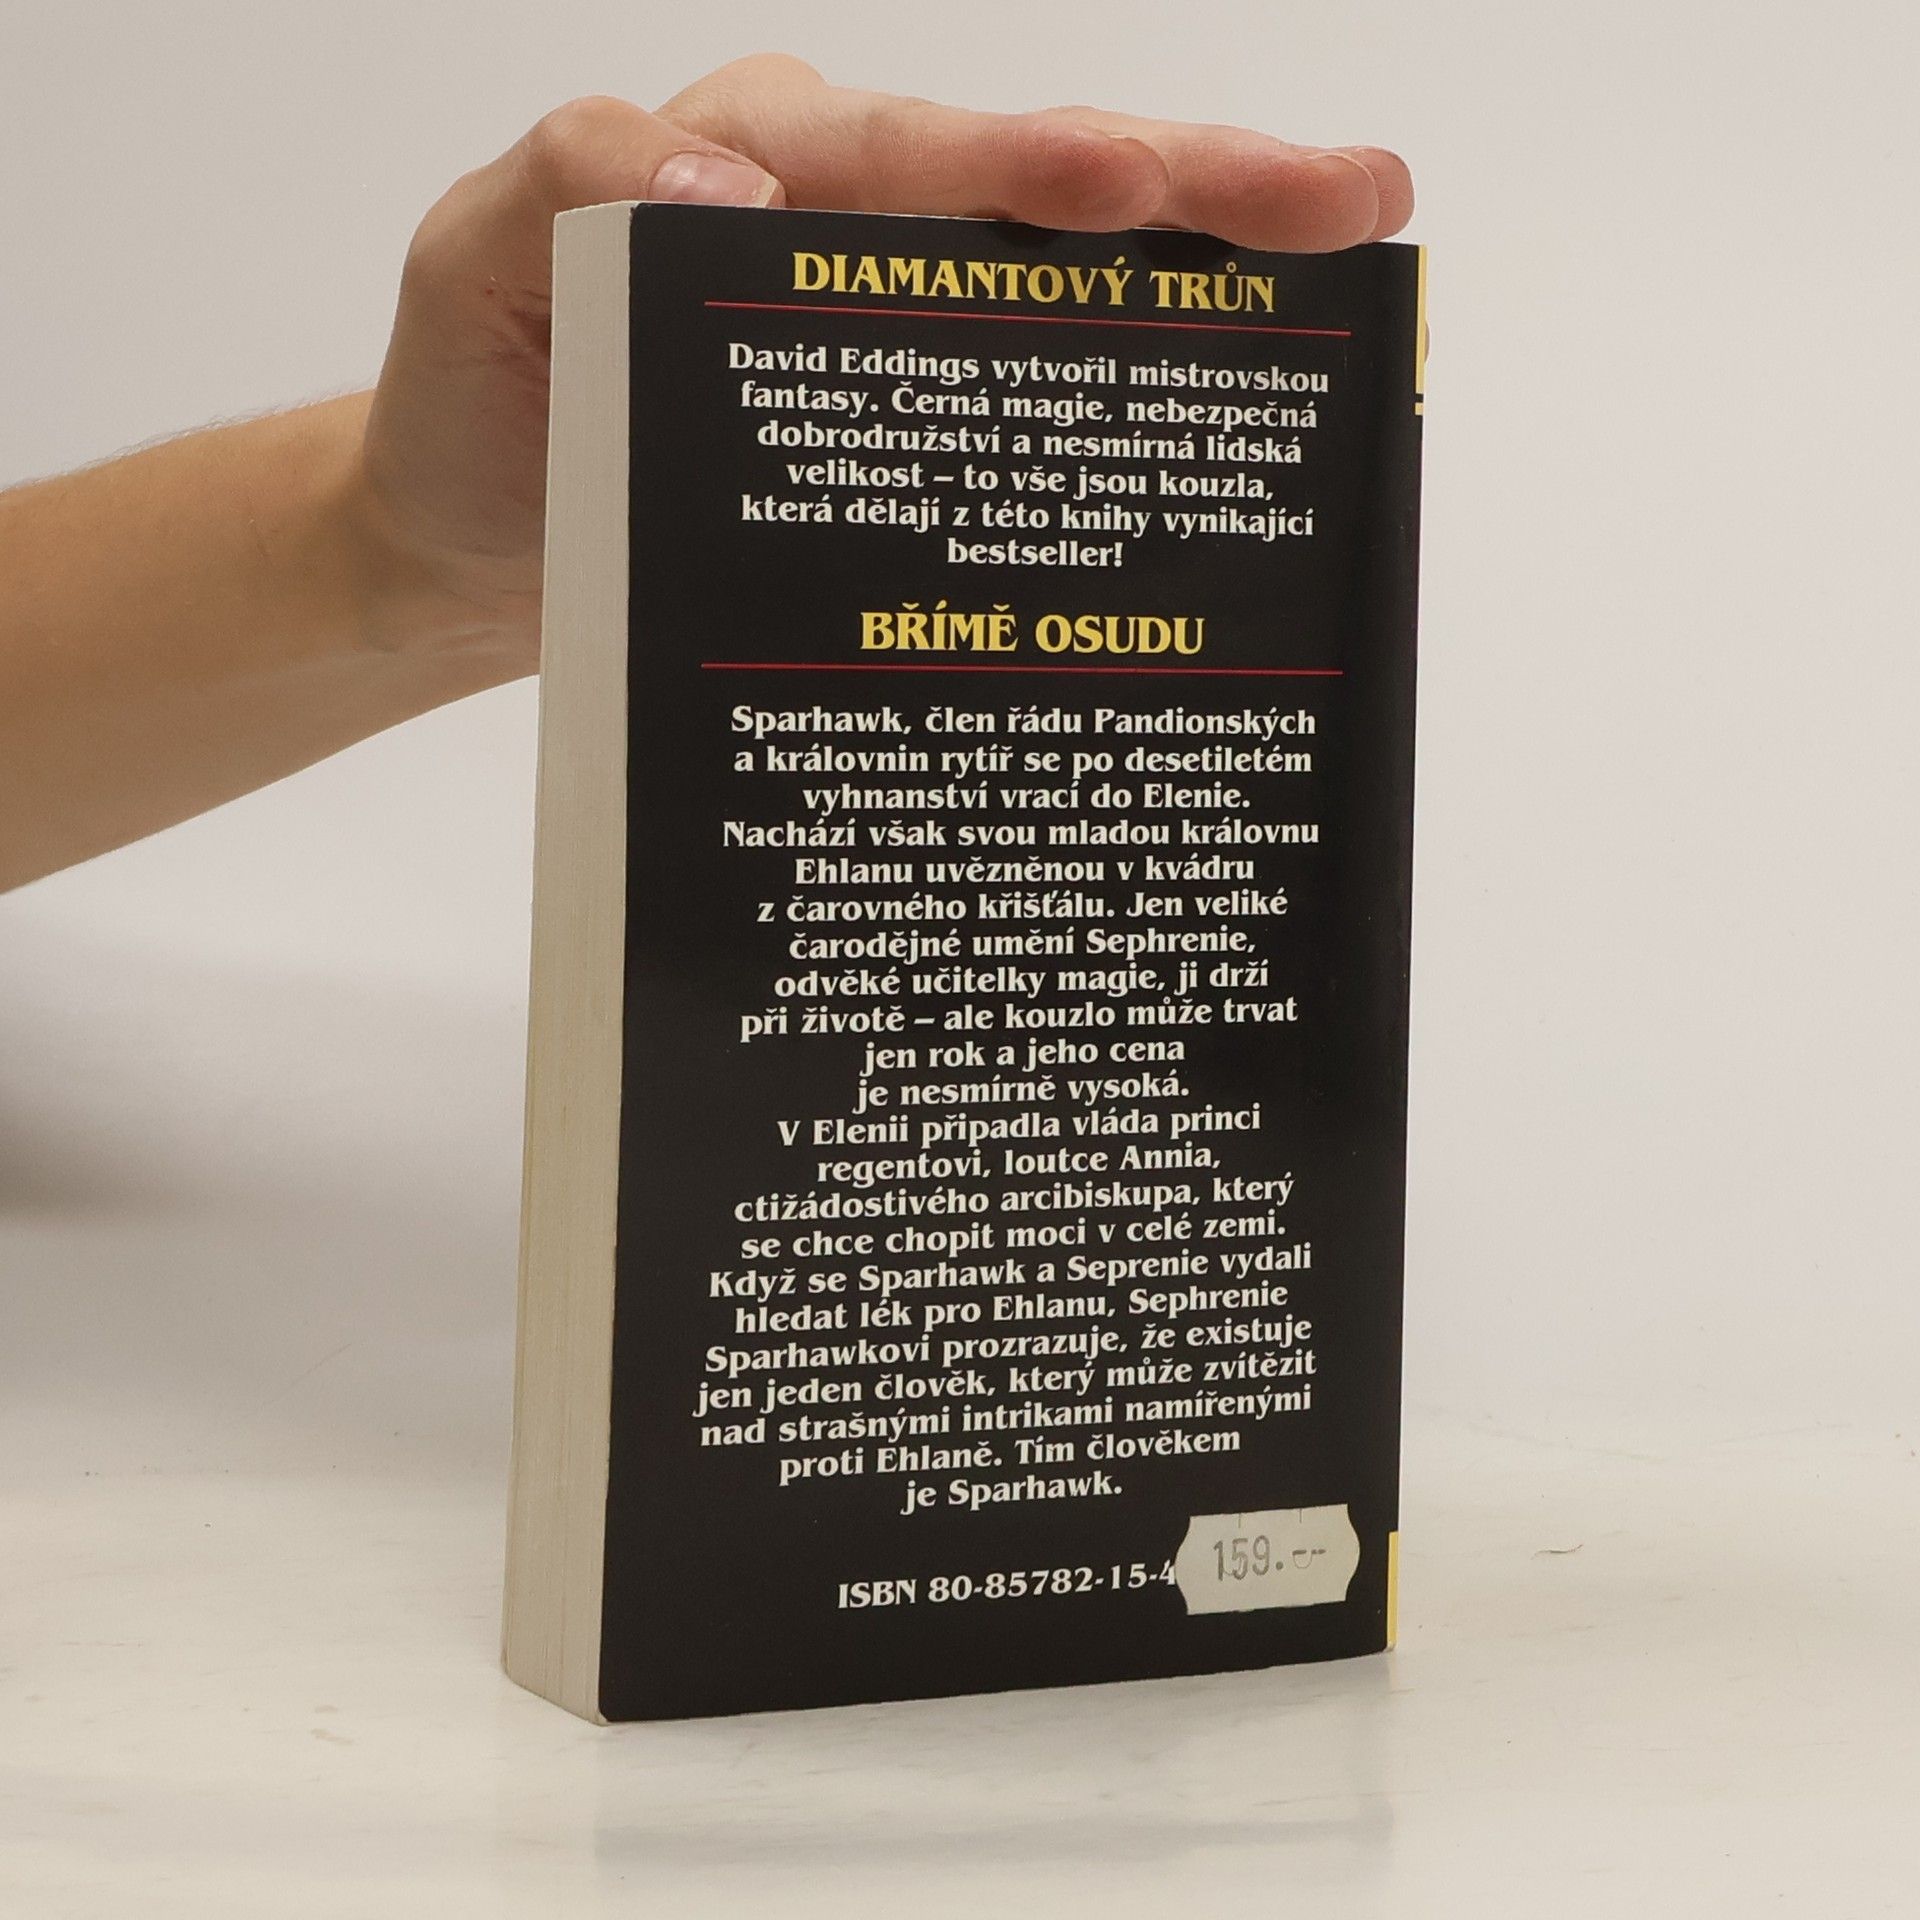 DIAMANTOVÝ TRŮN
David Eddings vytvořil mistrovskou
fantasy. Černá magie, nebezpečná
dobrodružství a nesmírná lidská
velikost – to vše jsou kouzla,
která dělají z této knihy vynikající
bestseller!
BŘÍMĚ OSUDU
Sparhawk, člen řádu Pandionských
a královnin rytíř se po desetiletém
vyhnanství vrací do Elenie.
Nachází však svou mladou královnu
Ehlanu uvězněnou v kvádru
z čarovného křišťálu. Jen veliké
čarodějné umění Sephrenie,
odvěké učitelky magie, ji drží
při životě – ale kouzlo může trvat
jen rok a jeho cena
je nesmírně vysoká.
V Elenii připadla vláda princi
regentovi, loutce Annia,
ctižádostivého arcibiskupa, který
se chce chopit moci v celé zemi.
Když se Sparhawk a Seprenie vydali
hledat lék pro Ehlanu, Sephrenie
Sparhawkovi prozrazuje, že existuje
jen jeden člověk, který může zvítězit
nad strašnými intrikami namířenými
proti Ehlaně. Tím člověkem
je Sparhawk.
ISBN 80-85782-15-4
159.-